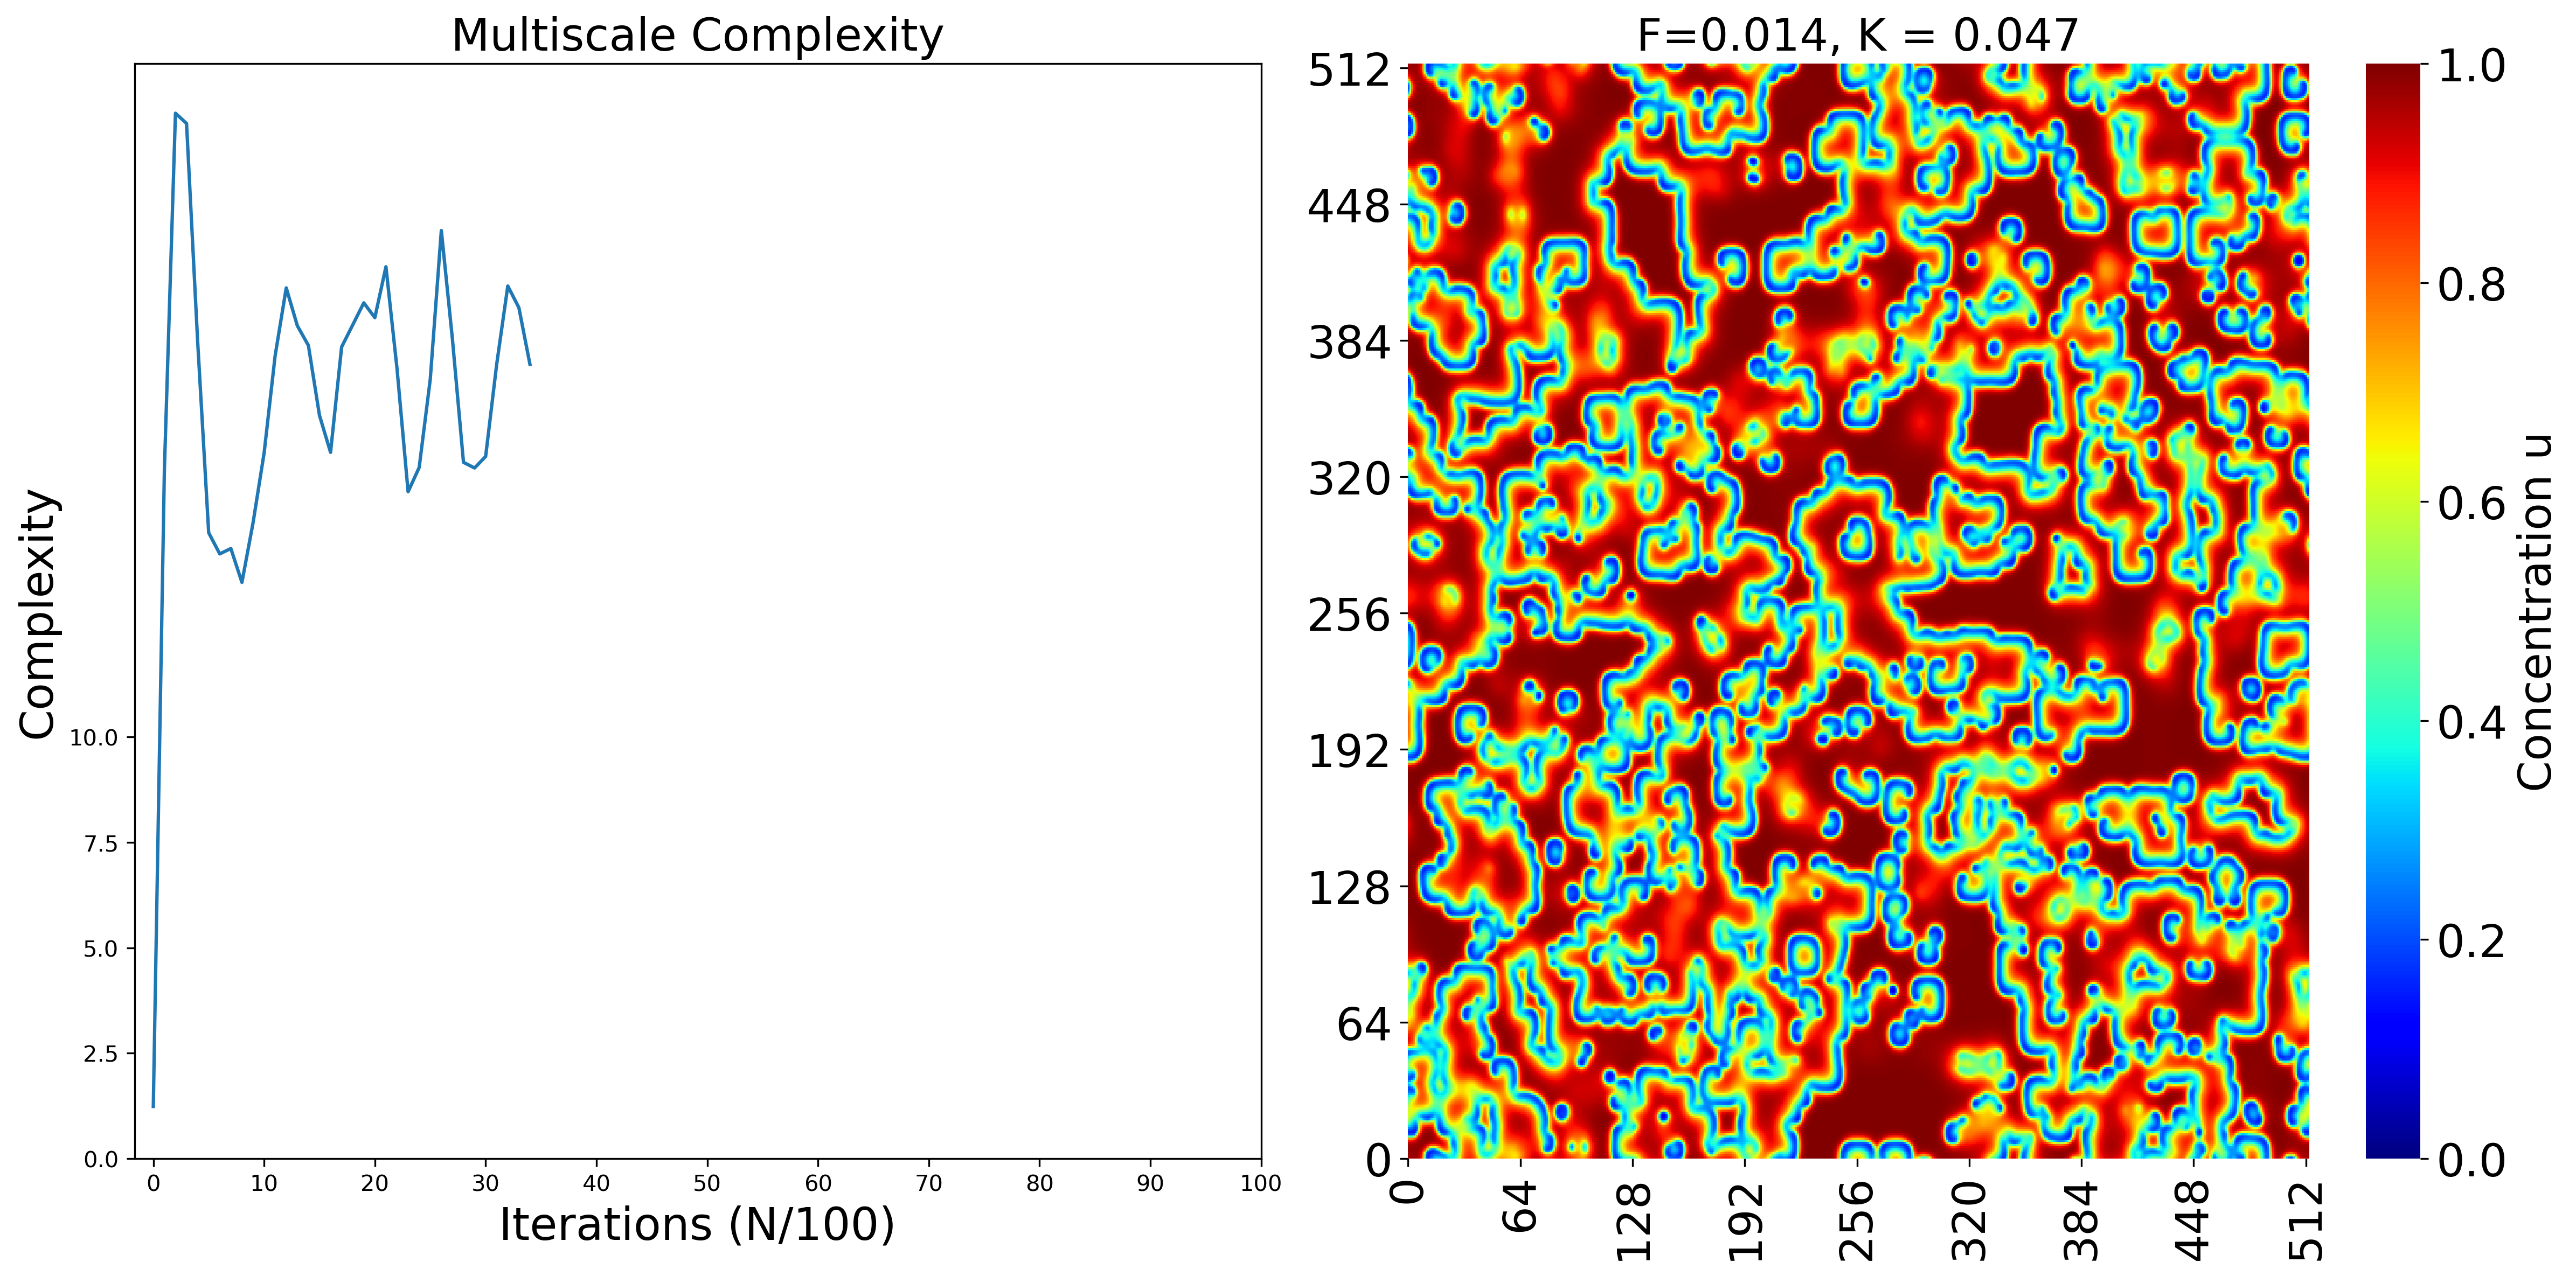 Multiscale Complexity
Complexity
10.0
7.5
5.0
2.5
0.0
0 10 20 30 40 50 60 70 80 90 100
Iterations (N/100)
F=0.014, K = 0.047
512
448
384
320
256
192
128
64
0
0 64 128 192 256 320 384 448 512
1.0
0.8
0.6
0.4
0.2
0.0
Concentration u